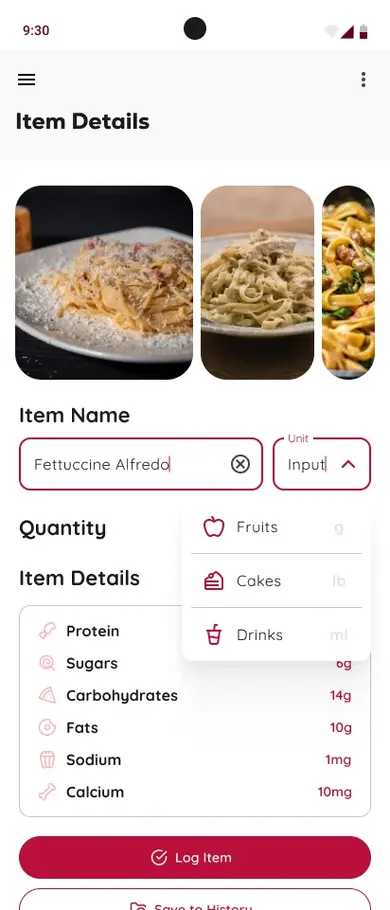 9:30
Item Details
Item Name
Unit
Fettuccine Alfredo
Input
Quantity
Fruits g
Cakes lb
Drinks ml
Item Details
Protein
Sugars 6g
Carbohydrates 14g
Fats 10g
Sodium 1mg
Calcium 10mg
Log Item
Save to History